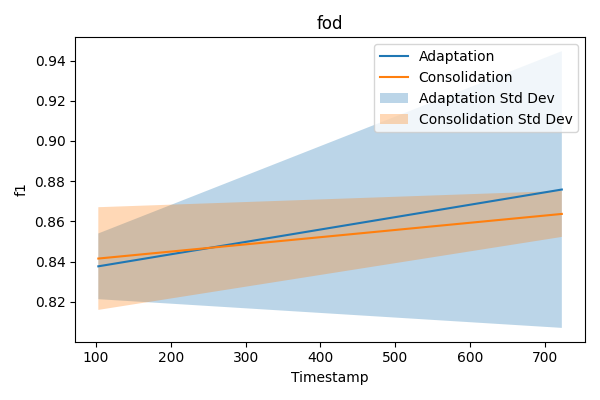 fod
0.94
0.92
0.90
0.88
0.86
0.84
0.82
f1
Adaptation
Consolidation
Adaptation Std Dev
Consolidation Std Dev
100 200 300 400 500 600 700
Timestamp